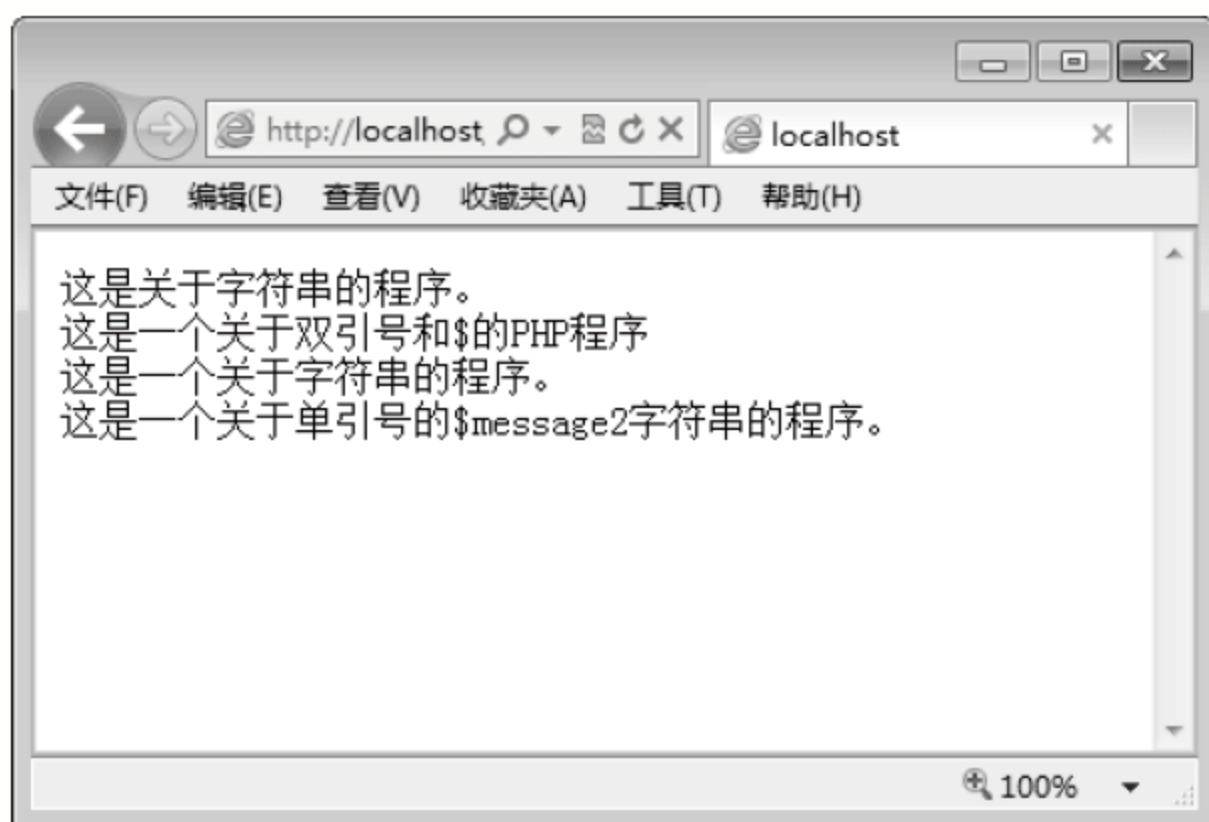 http://localhost
localhost
文件(F) 编辑(E) 查看(V) 收藏夹(A) 工具(T) 帮助(H)
这是关于字符串的程序。
这是一个关于双引号和$的PHP程序
这是一个关于字符串的程序。
这是一个关于单引号的$message2字符串的程序。
100%